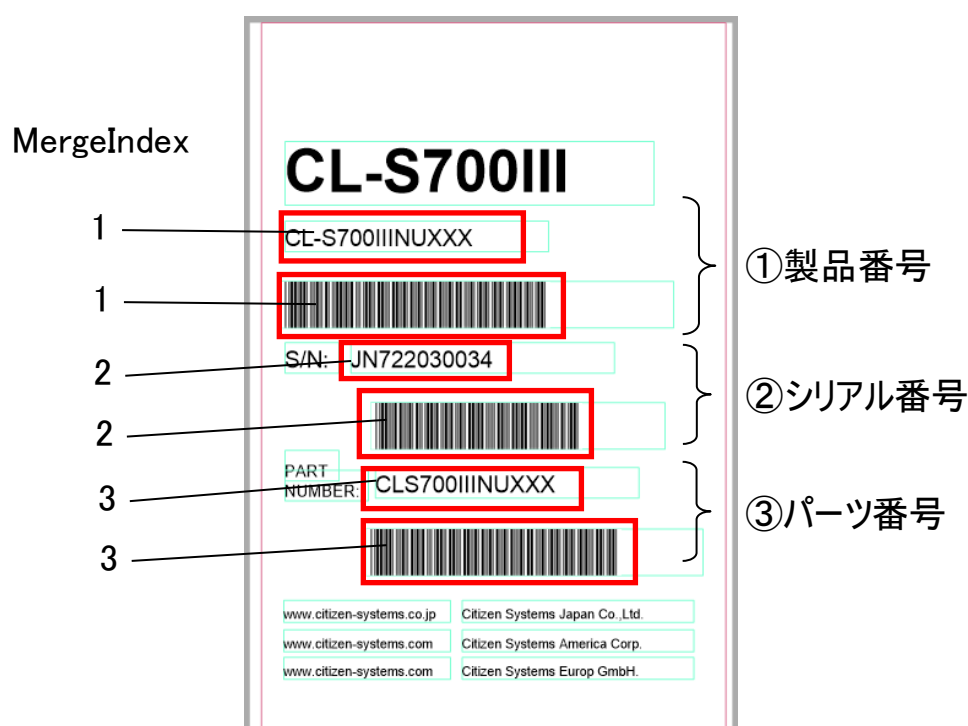 MergeIndex
CL-S700III
1
CL-S700IIINUXXX
1
①製品番号
S/N: JN722030034
2
2
②シリアル番号
PART
NUMBER: CLS700IIINUXXX
3
3
③パーツ番号
www.citizen-systems.co.jp Citizen Systems Japan Co.,Ltd.
www.citizen-systems.com Citizen Systems America Corp.
www.citizen-systems.com Citizen Systems Europ GmbH.